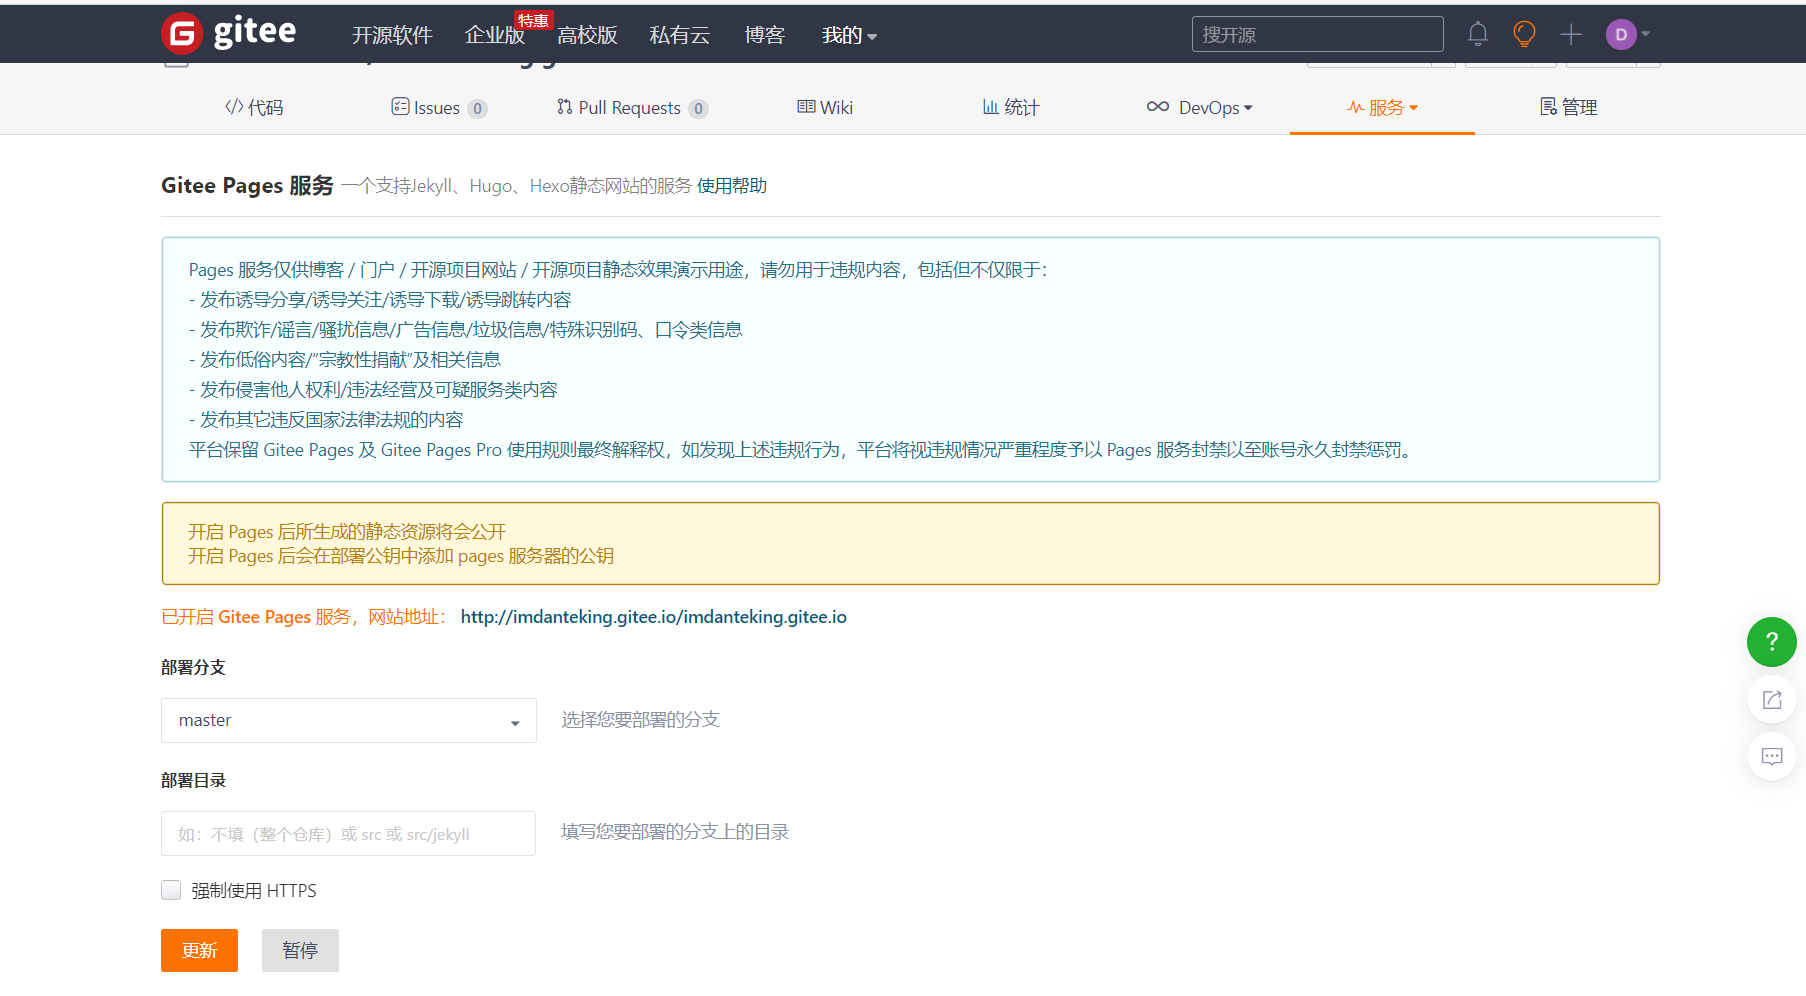 gitee
开源软件
企业版
特惠
高校版
私有云
博客
我的
搜开源
D
代码
Issues 0
Pull Requests 0
Wiki
统计
DevOps
服务
管理
Gitee Pages 服务 一个支持Jekyll、Hugo、Hexo静态网站的服务 使用帮助
Pages 服务仅供博客 / 门户 / 开源项目网站 / 开源项目静态效果演示用途，请勿用于违规内容，包括但不仅限于：
- 发布诱导分享/诱导关注/诱导下载/诱导跳转内容
- 发布欺诈/谣言/骚扰信息/广告信息/垃圾信息/特殊识别码、口令类信息
- 发布低俗内容/“宗教性捐献”及相关信息
- 发布侵害他人权利/违法经营及可疑服务类内容
- 发布其它违反国家法律法规的内容
平台保留 Gitee Pages 及 Gitee Pages Pro 使用规则最终解释权，如发现上述违规行为，平台将视违规情况严重程度予以 Pages 服务封禁以至账号永久封禁惩罚。
开启 Pages 后所生成的静态资源将会公开
开启 Pages 后会在部署公钥中添加 pages 服务器的公钥
已开启 Gitee Pages 服务，网站地址： http://imdanteking.gitee.io/imdanteking.gitee.io
部署分支
master
选择您要部署的分支
部署目录
如：不填（整个仓库）或 src 或 src/jekyll
填写您要部署的分支上的目录
强制使用 HTTPS
更新
暂停
?